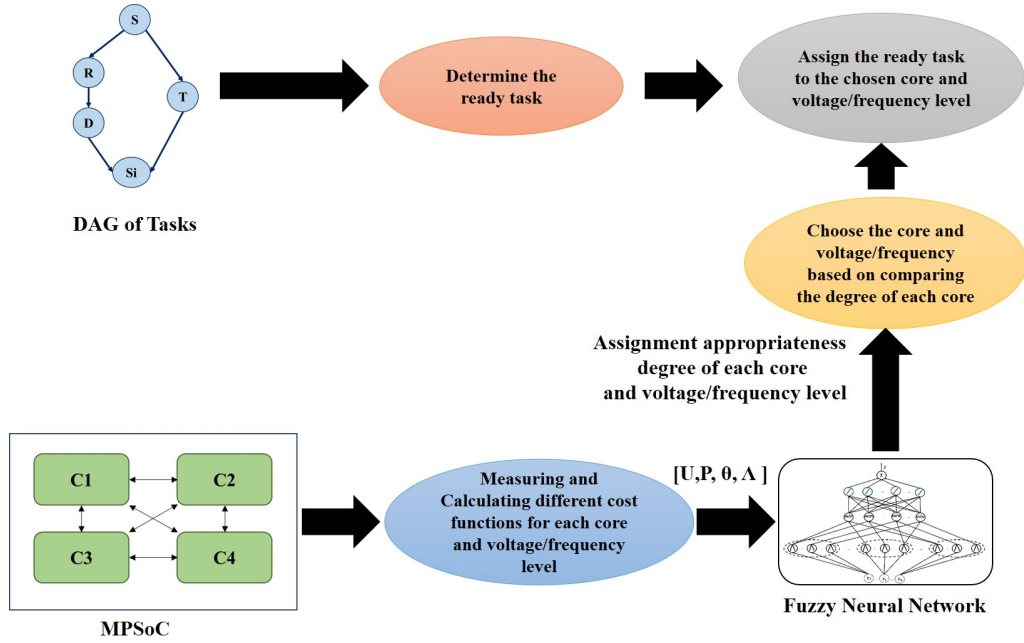 S
R
T
D
Si
DAG of Tasks
Determine the
ready task
Assign the ready task
to the chosen core and
voltage/frequency level
Choose the core and
voltage/frequency
based on comparing
the degree of each core
Assignment appropriateness
degree of each core
and voltage/frequency level
C1
C2
C3
C4
MPSoC
Measuring and
Calculating different cost
functions for each core
and voltage/frequency
level
[U,P, θ, Λ ]
Fuzzy Neural Network